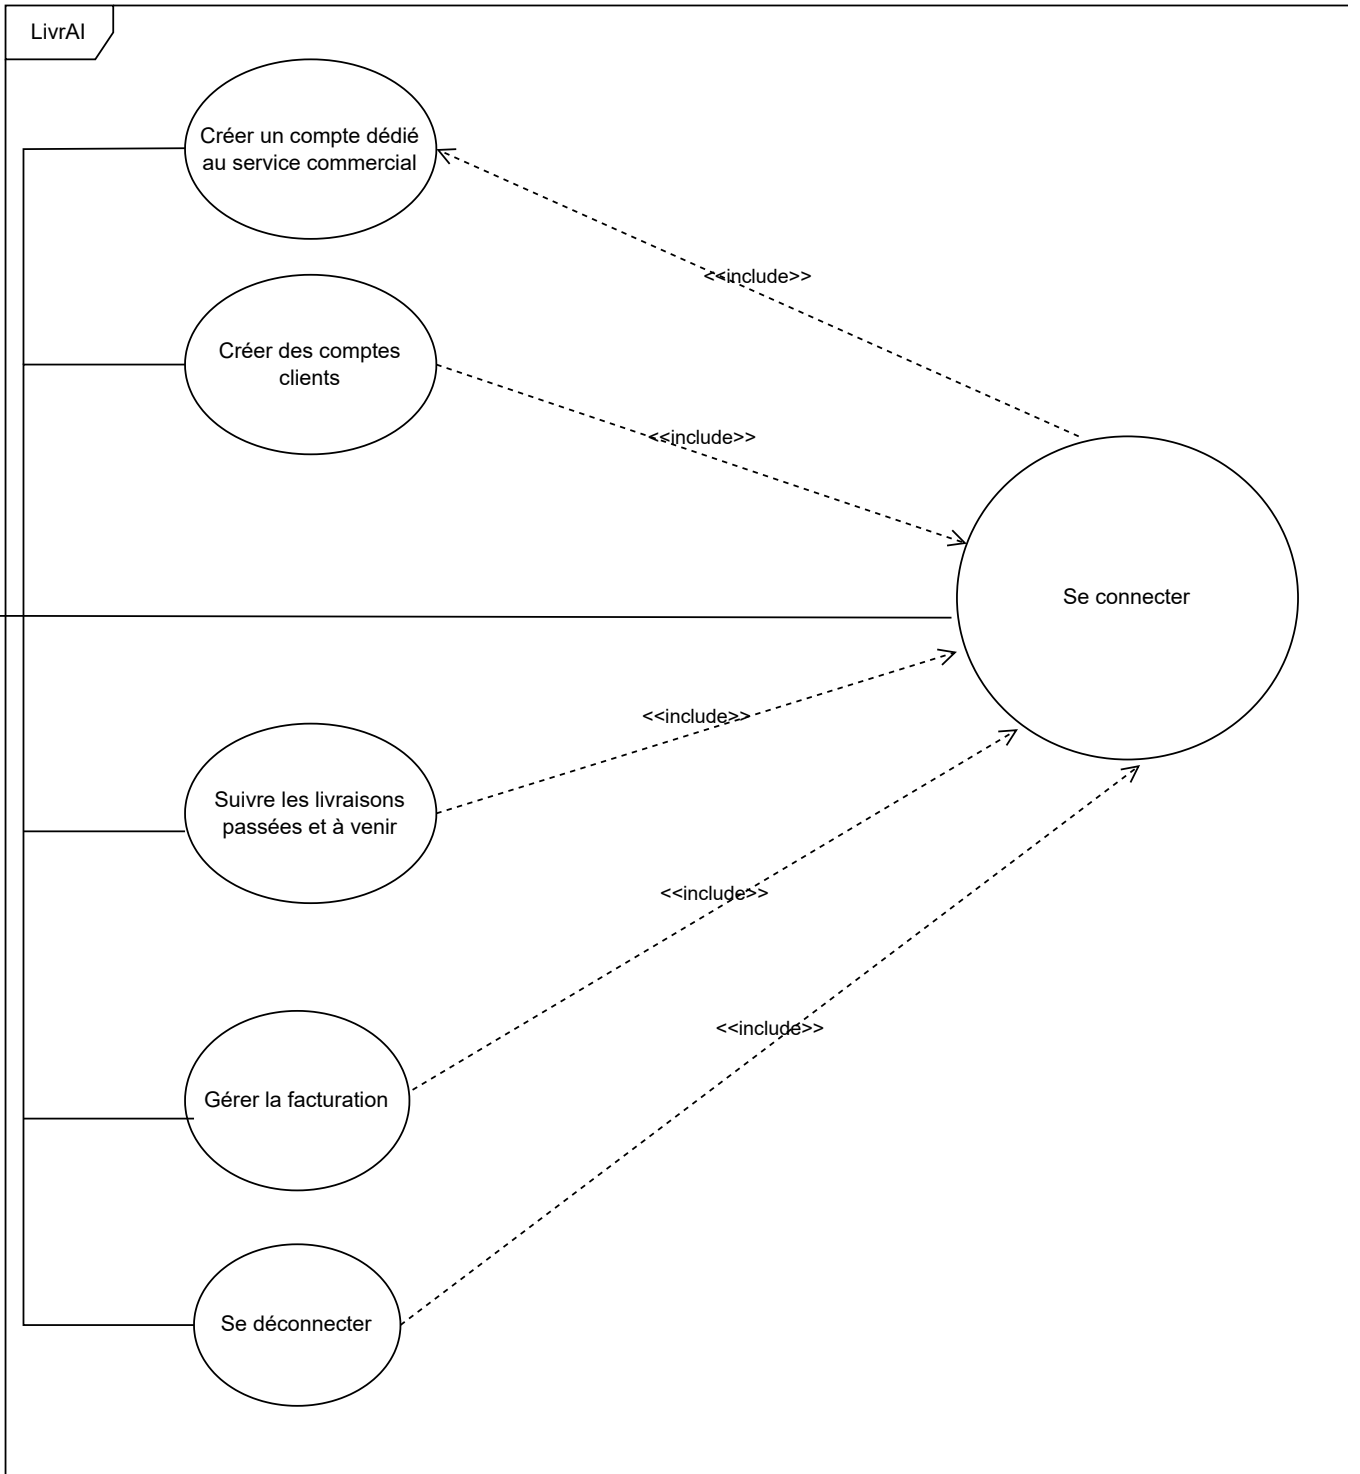 LivrAI
Créer un compte dédié
au service commercial
<<include>>
Créer des comptes
clients
<<include>>
Se connecter
<<include>>
Suivre les livraisons
passées et à venir
<<include>>
<<include>>
Gérer la facturation
Se déconnecter